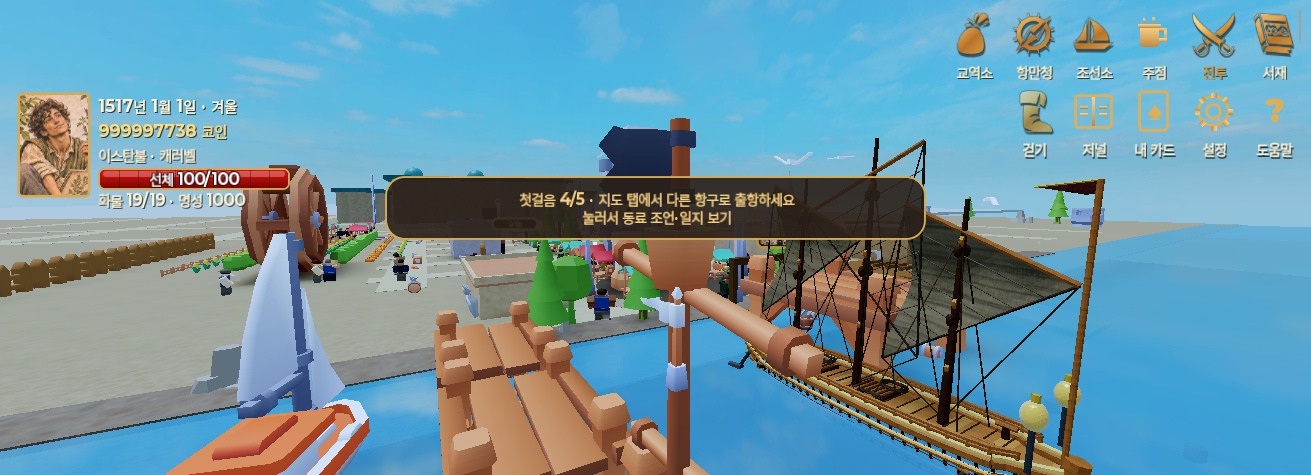 교역소
항만청
조선소
주점
전투
서재
걷기
저널
내 카드
설정
도움말
1517년 1월 1일 · 겨울
999997738 코인
이스탄불 · 캐러벨
선체 100/100
화물 19/19 · 명성 1000
첫걸음 4/5 · 지도 탭에서 다른 항구로 출항하세요
눌러서 동료 조언·일지 보기